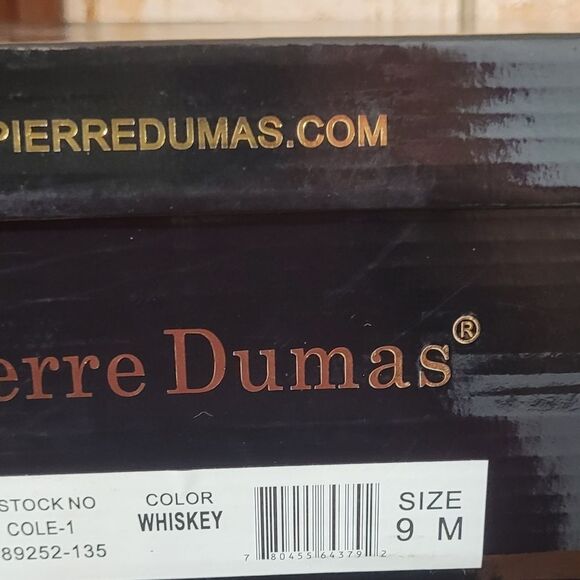 PIERREDUMAS.COM
erre Dumas®
STOCK NO COLOR SIZE
COLE-1 WHISKEY 9 M
89252-135 7 80455 64379 2